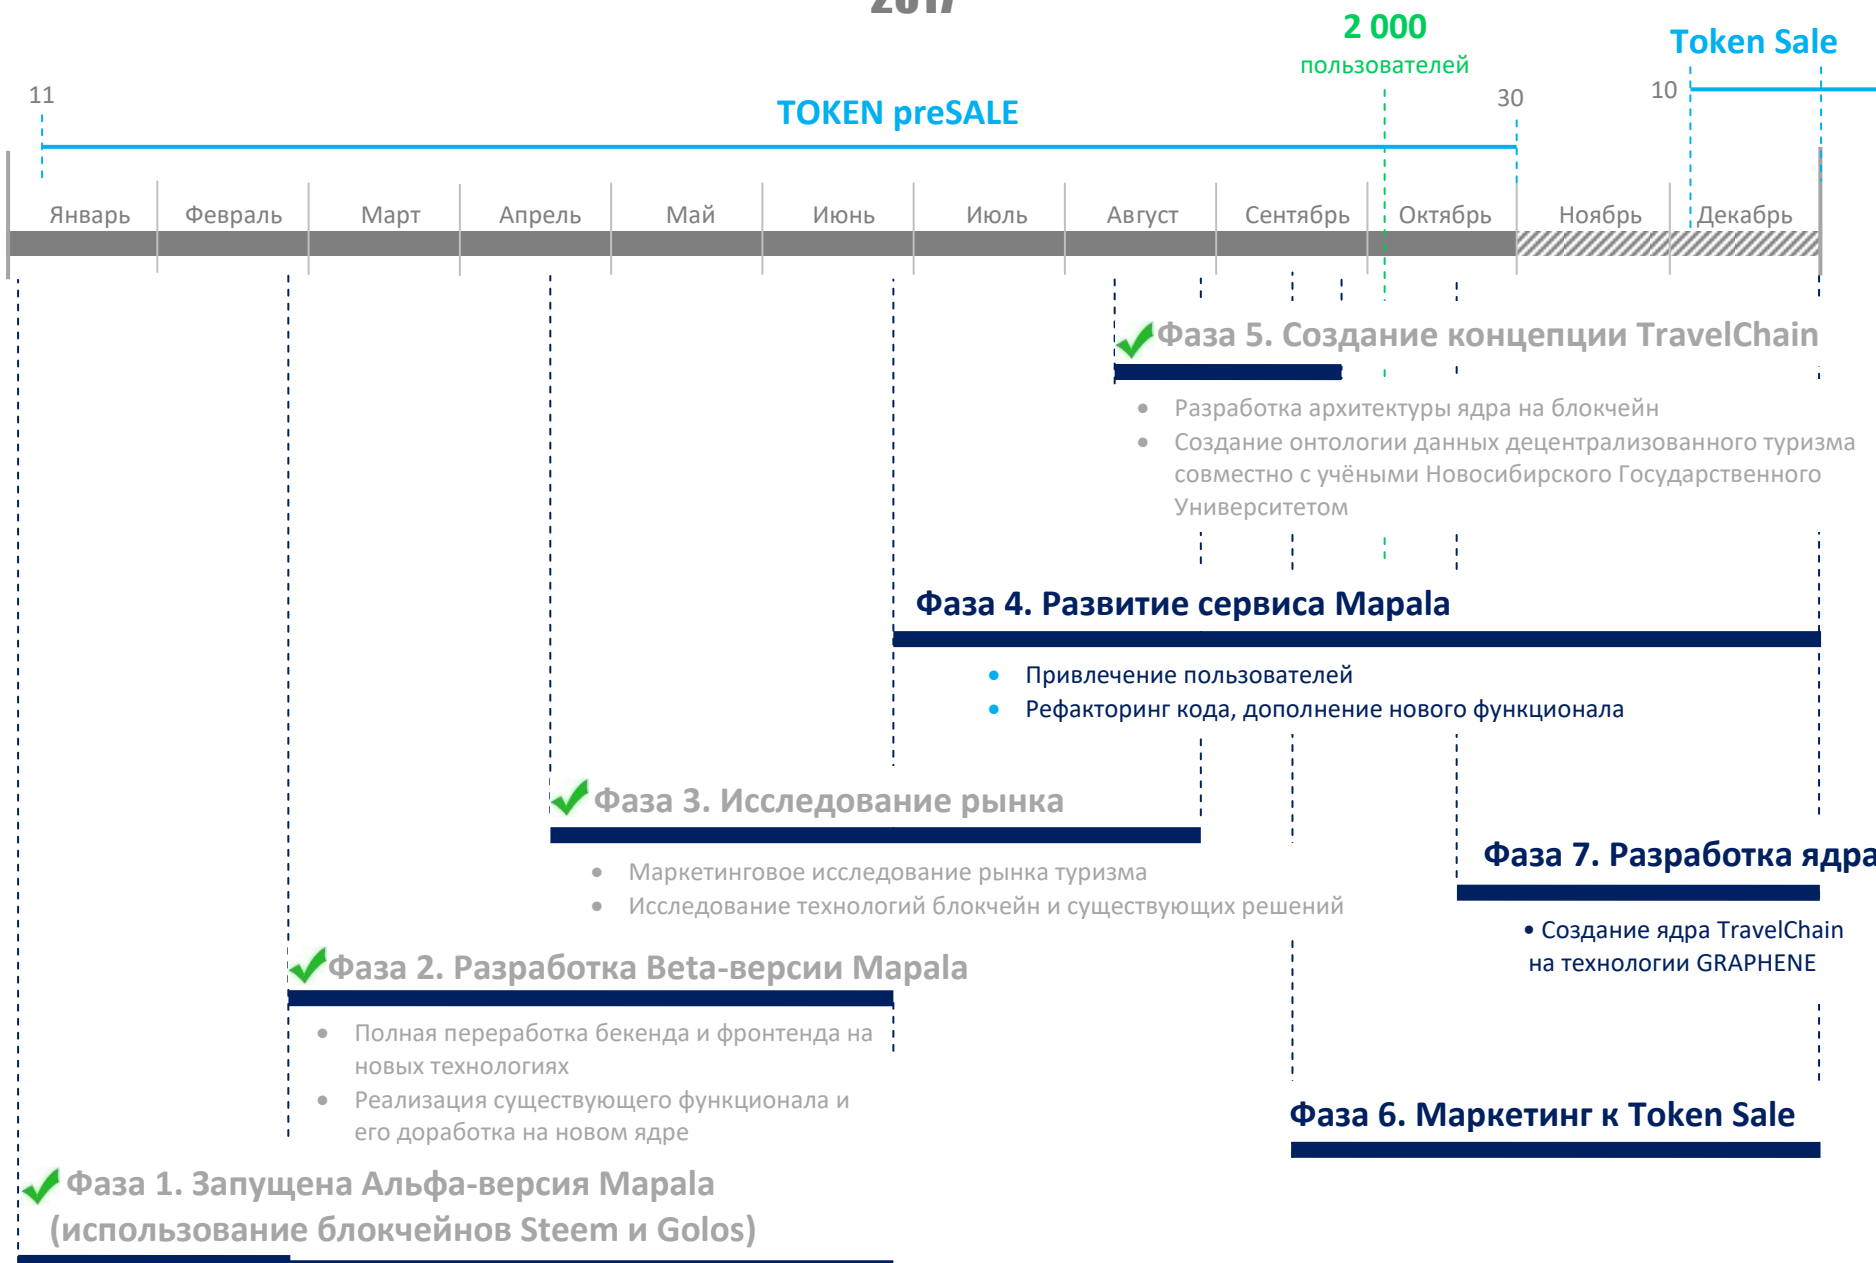 2017
2 000
пользователей
Token Sale
11
TOKEN preSALE
30
10
Январь
Февраль
Март
Апрель
Май
Июнь
Июль
Август
Сентябрь
Октябрь
Ноябрь
Декабрь
Фаза 5. Создание концепции TravelChain
• Разработка архитектуры ядра на блокчейн
• Создание онтологии данных децентрализованного туризма
совместно с учёными Новосибирского Государственного
Университетом
Фаза 4. Развитие сервиса Mapala
• Привлечение пользователей
• Рефакторинг кода, дополнение нового функционала
Фаза 3. Исследование рынка
• Маркетинговое исследование рынка туризма
• Исследование технологий блокчейн и существующих решений
Фаза 7. Разработка ядра
• Создание ядра TravelChain
на технологии GRAPHENE
Фаза 2. Разработка Beta-версии Mapala
• Полная переработка бекенда и фронтенда на
новых технологиях
• Реализация существующего функционала и
его доработка на новом ядре
Фаза 6. Маркетинг к Token Sale
Фаза 1. Запущена Альфа-версия Mapala
(использование блокчейнов Steem и Golos)